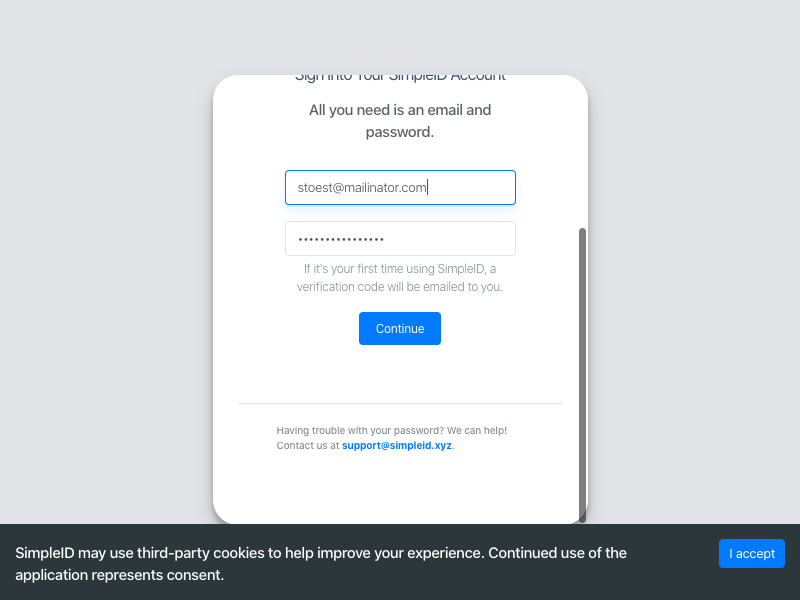 Sign Into Your SimpleID Account
All you need is an email and
password.
stoest@mailinator.com
••••••••••••••••
If it's your first time using SimpleID, a
verification code will be emailed to you.
Continue
Having trouble with your password? We can help!
Contact us at support@simpleid.xyz.
SimpleID may use third-party cookies to help improve your experience. Continued use of the
application represents consent.
I accept